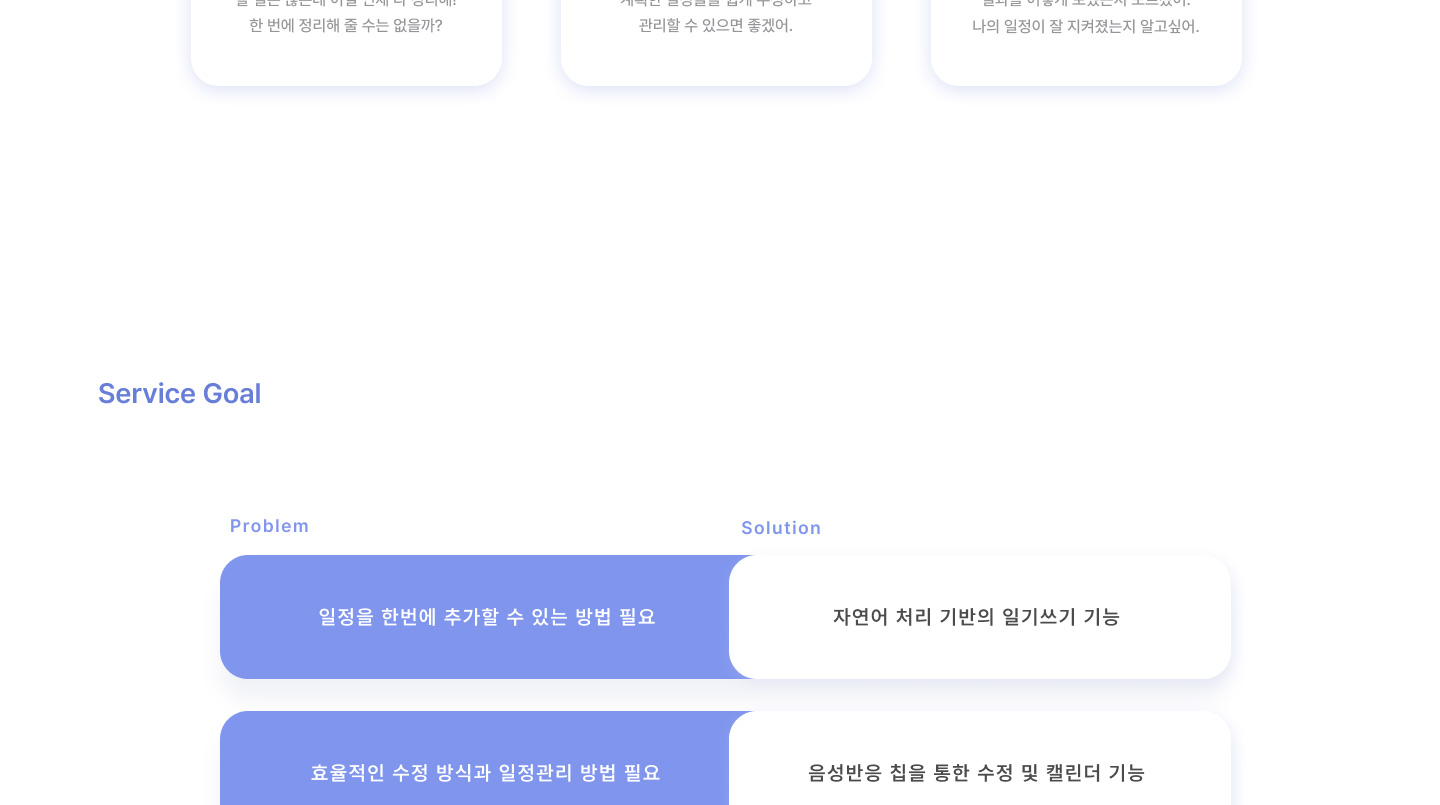 한 번에 정리해 줄 수는 없을까?
관리할 수 있으면 좋겠어.
나의 일정이 잘 지켜졌는지 알고싶어.
Service Goal
Problem
Solution
일정을 한번에 추가할 수 있는 방법 필요
자연어 처리 기반의 일기쓰기 기능
효율적인 수정 방식과 일정관리 방법 필요
음성반응 칩을 통한 수정 및 캘린더 기능